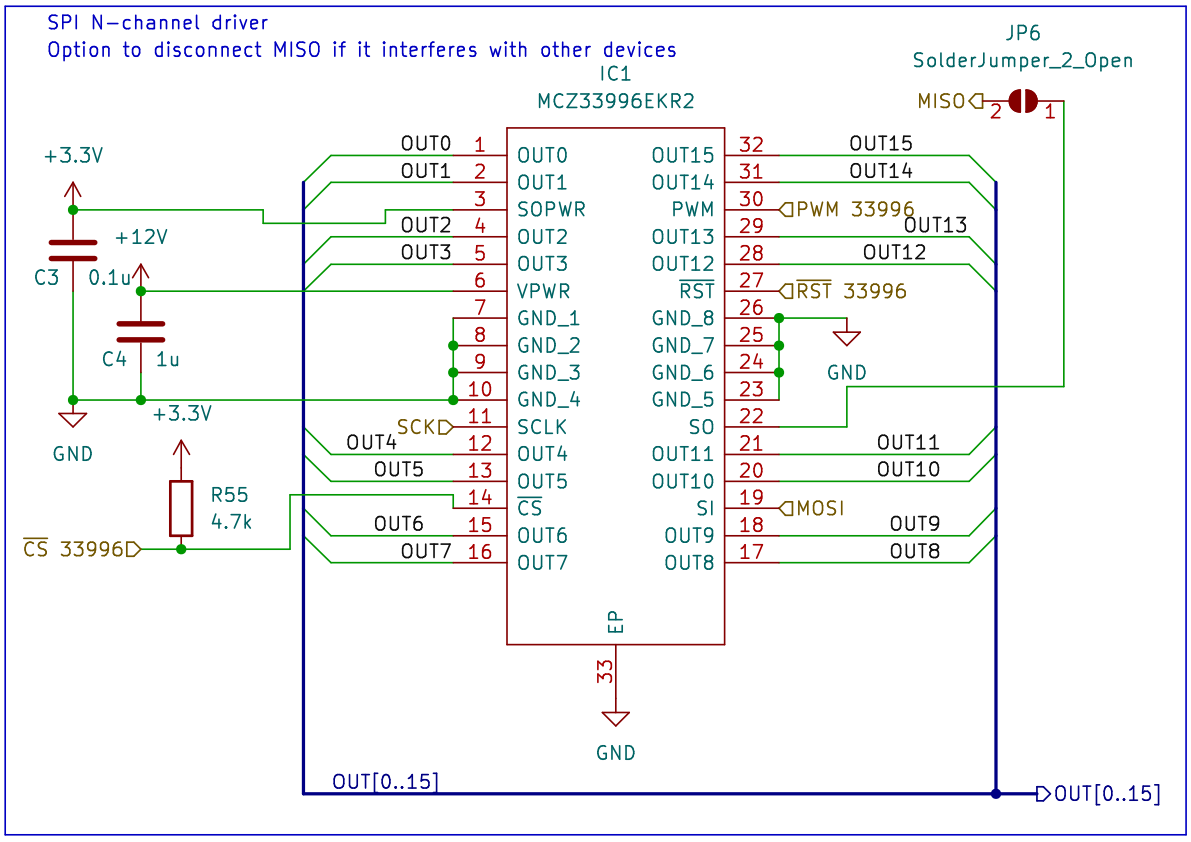 SPI N-channel driver
Option to disconnect MISO if it interferes with other devices
JP6
SolderJumper_2_Open
IC1
MCZ33996EKR2
MISO 2 1
+3.3V
OUT0 1 OUT0 OUT15 32 OUT15
OUT1 2 OUT1 OUT14 31 OUT14
3 SOPWR PWM 30 PWM 33996
+12V
OUT2 4 OUT2 OUT13 29 OUT13
OUT3 5 OUT3 OUT12 28 OUT12
C3 0.1u
6 VPWR RST 27 RST 33996
7 GND_1 GND_8 26
8 GND_2 GND_7 25
C4 1u
9 GND_3 GND_6 24 GND
10 GND_4 GND_5 23
+3.3V
SCK 11 SCLK SO 22
GND
OUT4 12 OUT4 OUT11 21 OUT11
OUT5 13 OUT5 OUT10 20 OUT10
R55
4.7k
14 CS SI 19 MOSI
OUT6 15 OUT6 OUT9 18 OUT9
CS 33996
OUT7 16 OUT7 OUT8 17 OUT8
EP
33
GND
OUT[0..15]
OUT[0..15]